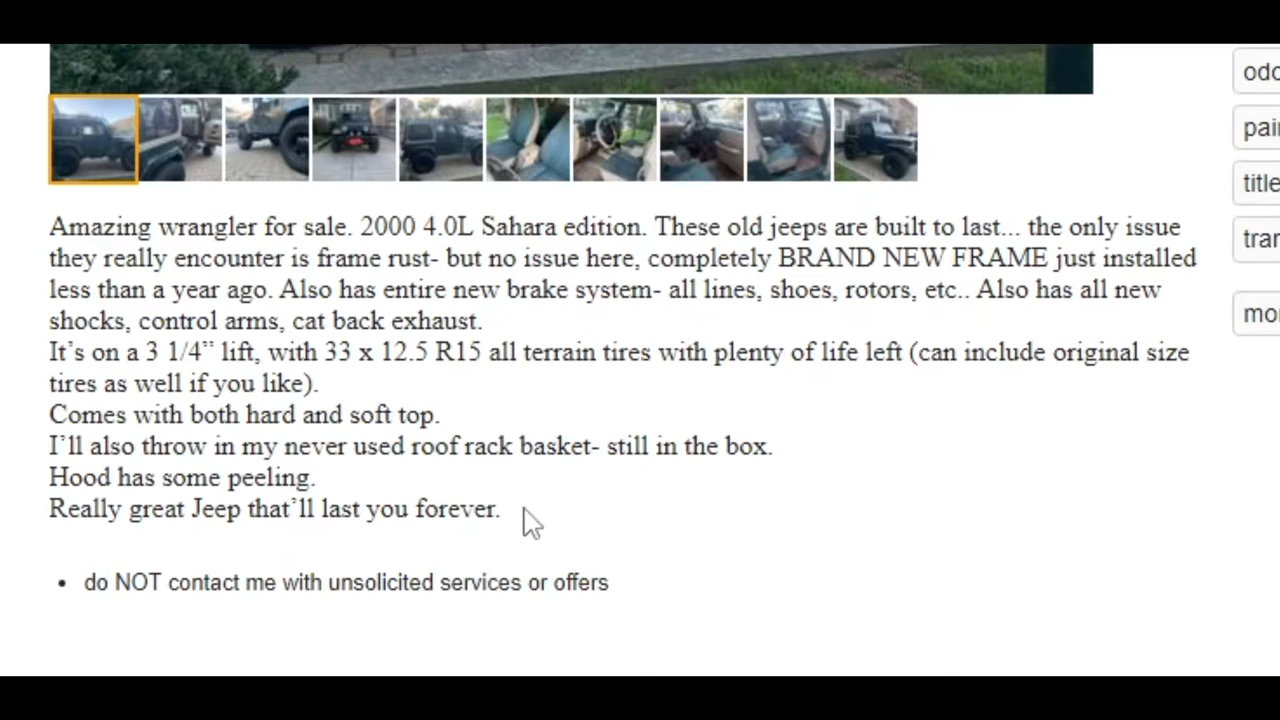 Amazing wrangler for sale. 2000 4.0L Sahara edition. These old jeeps are built to last... the only issue
they really encounter is frame rust- but no issue here, completely BRAND NEW FRAME just installed
less than a year ago. Also has entire new brake system- all lines, shoes, rotors, etc.. Also has all new
shocks, control arms, cat back exhaust.
It’s on a 3 1/4” lift, with 33 x 12.5 R15 all terrain tires with plenty of life left (can include original size
tires as well if you like).
Comes with both hard and soft top.
I’ll also throw in my never used roof rack basket- still in the box.
Hood has some peeling.
Really great Jeep that’ll last you forever.
• do NOT contact me with unsolicited services or offers
odo
pain
title
tran
mo